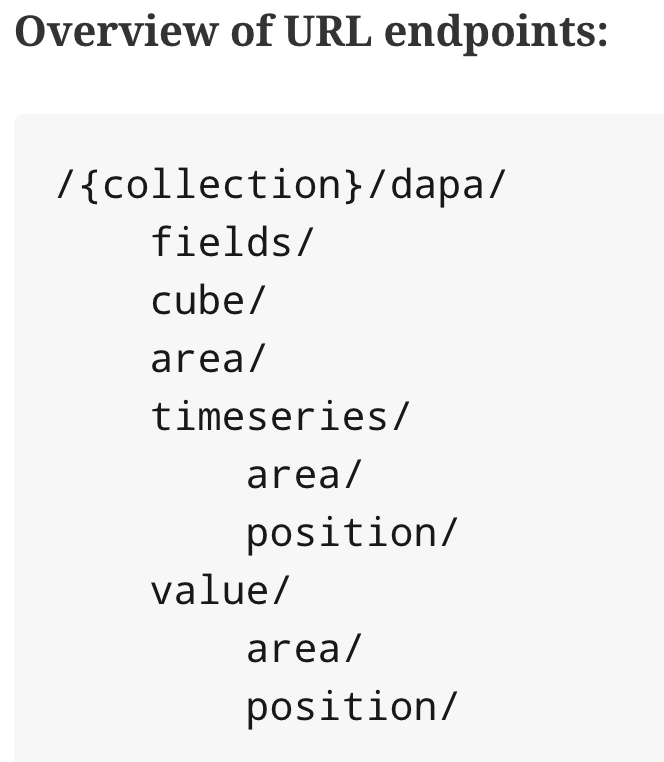 Overview of URL endpoints:
/{collection}/dapa/
    fields/
    cube/
    area/
    timeseries/
        area/
        position/
    value/
        area/
        position/